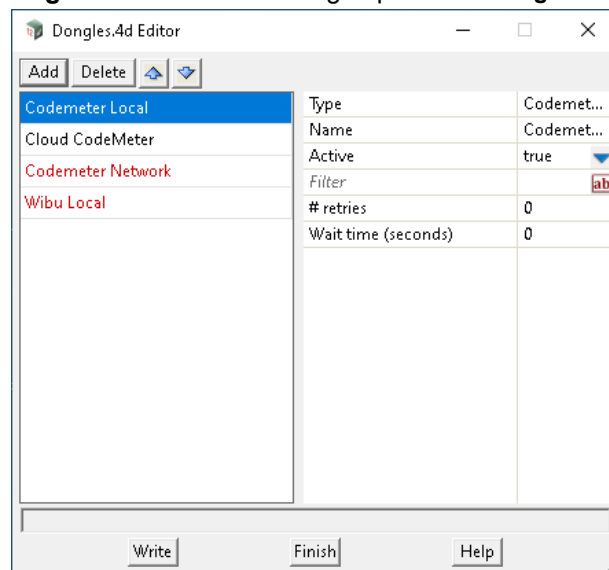 Dongles.4d Editor
Add Delete
Codemeter Local
Cloud CodeMeter
Codemeter Network
Wibu Local
Type Codemet...
Name Codemet...
Active true
Filter ab
# retries 0
Wait time (seconds) 0
Write Finish Help